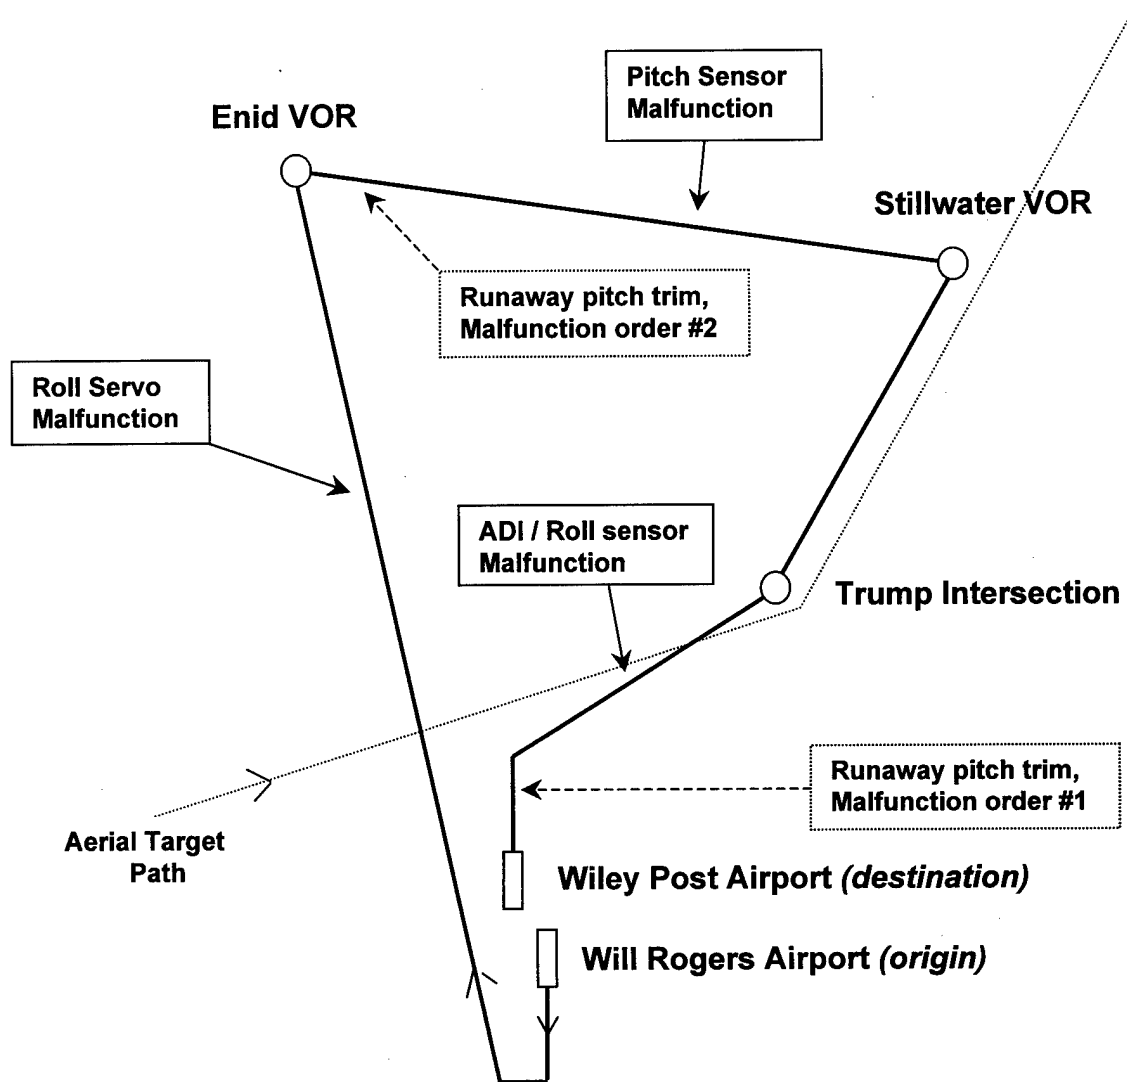 Pitch Sensor
Malfunction
Enid VOR
Stillwater VOR
Runaway pitch trim,
Malfunction order #2
Roll Servo
Malfunction
ADI / Roll sensor
Malfunction
Trump Intersection
Runaway pitch trim,
Malfunction order #1
Aerial Target
Path
Wiley Post Airport (destination)
Will Rogers Airport (origin)